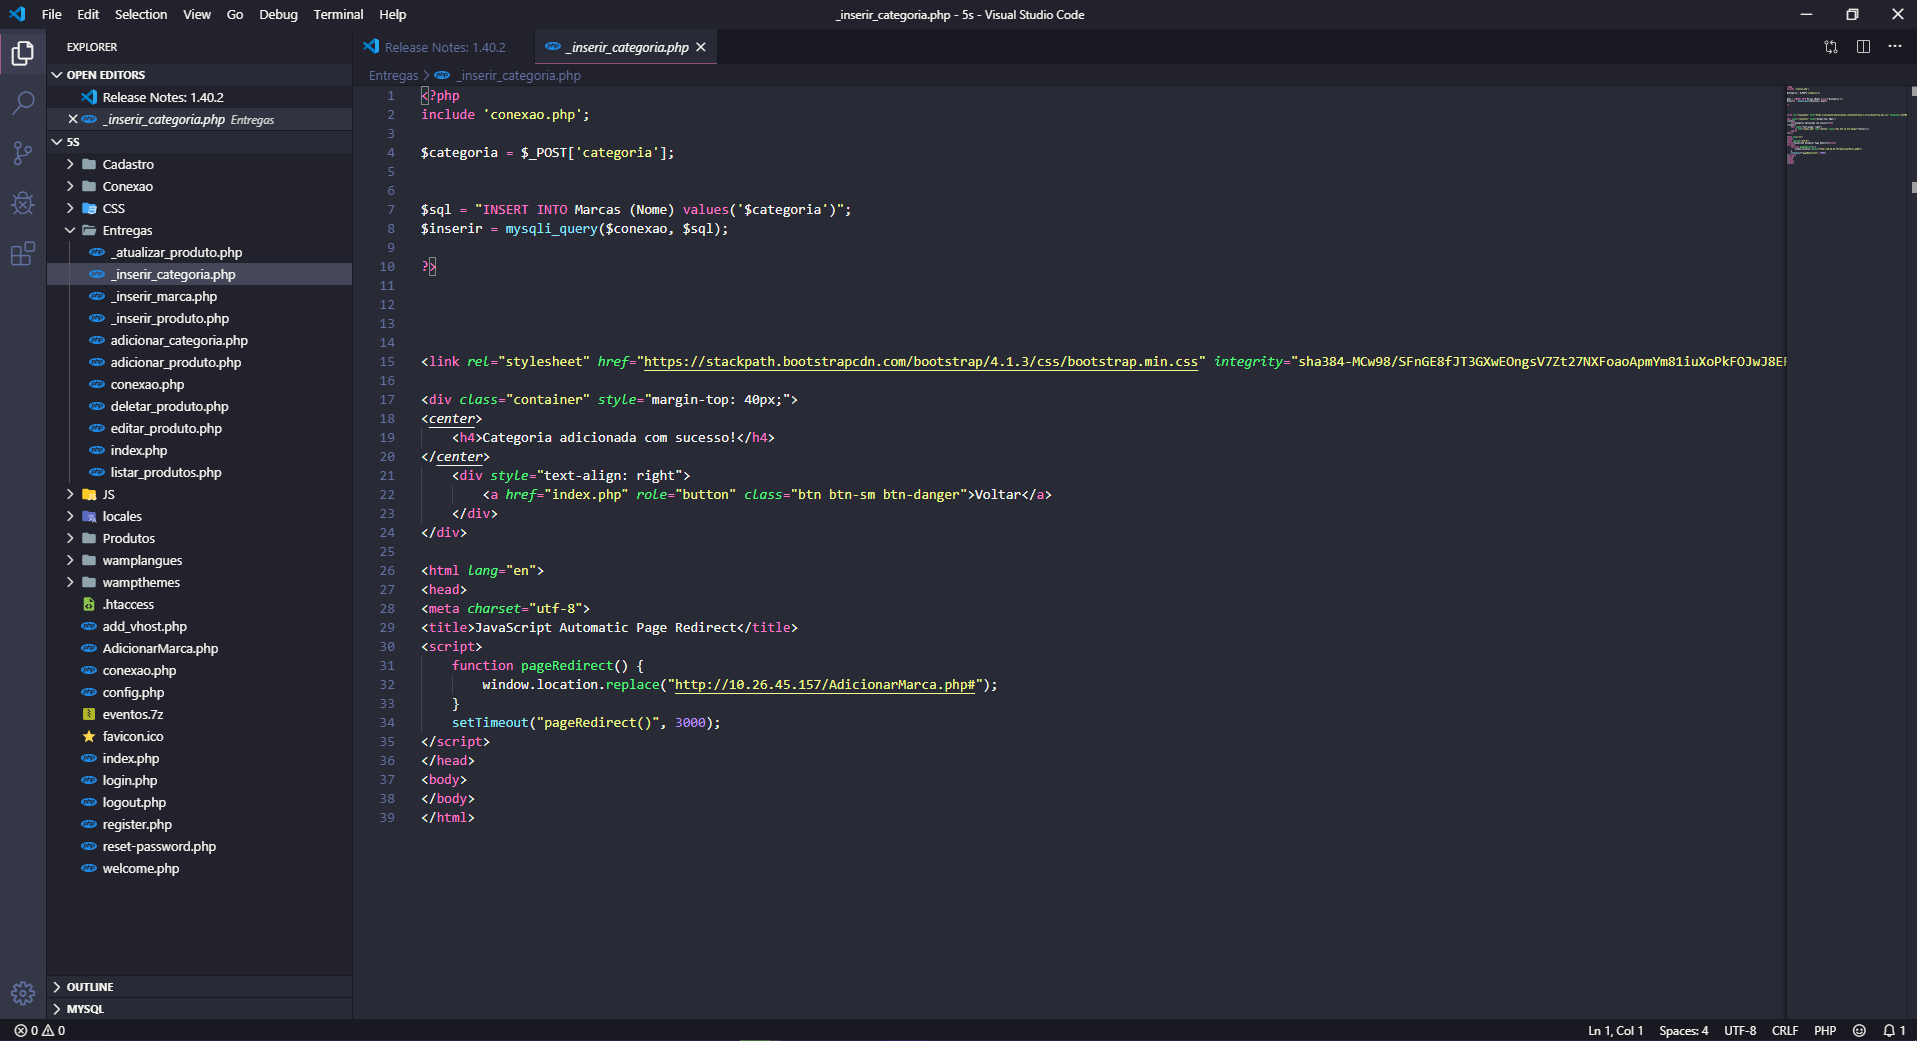 File Edit Selection View Go Debug Terminal Help
_inserir_categoria.php - 5s - Visual Studio Code
EXPLORER
OPEN EDITORS
Release Notes: 1.40.2
_inserir_categoria.php Entregas
5S
Cadastro
Conexao
CSS
Entregas
_atualizar_produto.php
_inserir_categoria.php
_inserir_marca.php
_inserir_produto.php
adicionar_categoria.php
adicionar_produto.php
conexao.php
deletar_produto.php
editar_produto.php
index.php
listar_produtos.php
JS
locales
Produtos
wamplangues
wampthemes
.htaccess
add_vhost.php
AdicionarMarca.php
conexao.php
config.php
eventos.7z
favicon.ico
index.php
login.php
logout.php
register.php
reset-password.php
welcome.php
OUTLINE
MYSQL
Release Notes: 1.40.2
_inserir_categoria.php
Entregas > _inserir_categoria.php
1 <?php
2 include 'conexao.php';
3
4 $categoria = $_POST['categoria'];
5
6
7 $sql = "INSERT INTO Marcas (Nome) values('$categoria')";
8 $inserir = mysqli_query($conexao, $sql);
9
10 ?>
11
12
13
14
15 <link rel="stylesheet" href="https://stackpath.bootstrapcdn.com/bootstrap/4.1.3/css/bootstrap.min.css" integrity="sha384-MCw98/SFnGE8fJT3GXwEOngsV7Zt27NXFoaoApmYm81iuXoPkFOJwJ8E
16
17 <div class="container" style="margin-top: 40px;">
18 <center>
19 <h4>Categoria adicionada com sucesso!</h4>
20 </center>
21 <div style="text-align: right">
22 <a href="index.php" role="button" class="btn btn-sm btn-danger">Voltar</a>
23 </div>
24 </div>
25
26 <html lang="en">
27 <head>
28 <meta charset="utf-8">
29 <title>JavaScript Automatic Page Redirect</title>
30 <script>
31 function pageRedirect() {
32 window.location.replace("http://10.26.45.157/AdicionarMarca.php#");
33 }
34 setTimeout("pageRedirect()", 3000);
35 </script>
36 </head>
37 <body>
38 </body>
39 </html>
0 0
Ln 1, Col 1 Spaces: 4 UTF-8 CRLF PHP 1